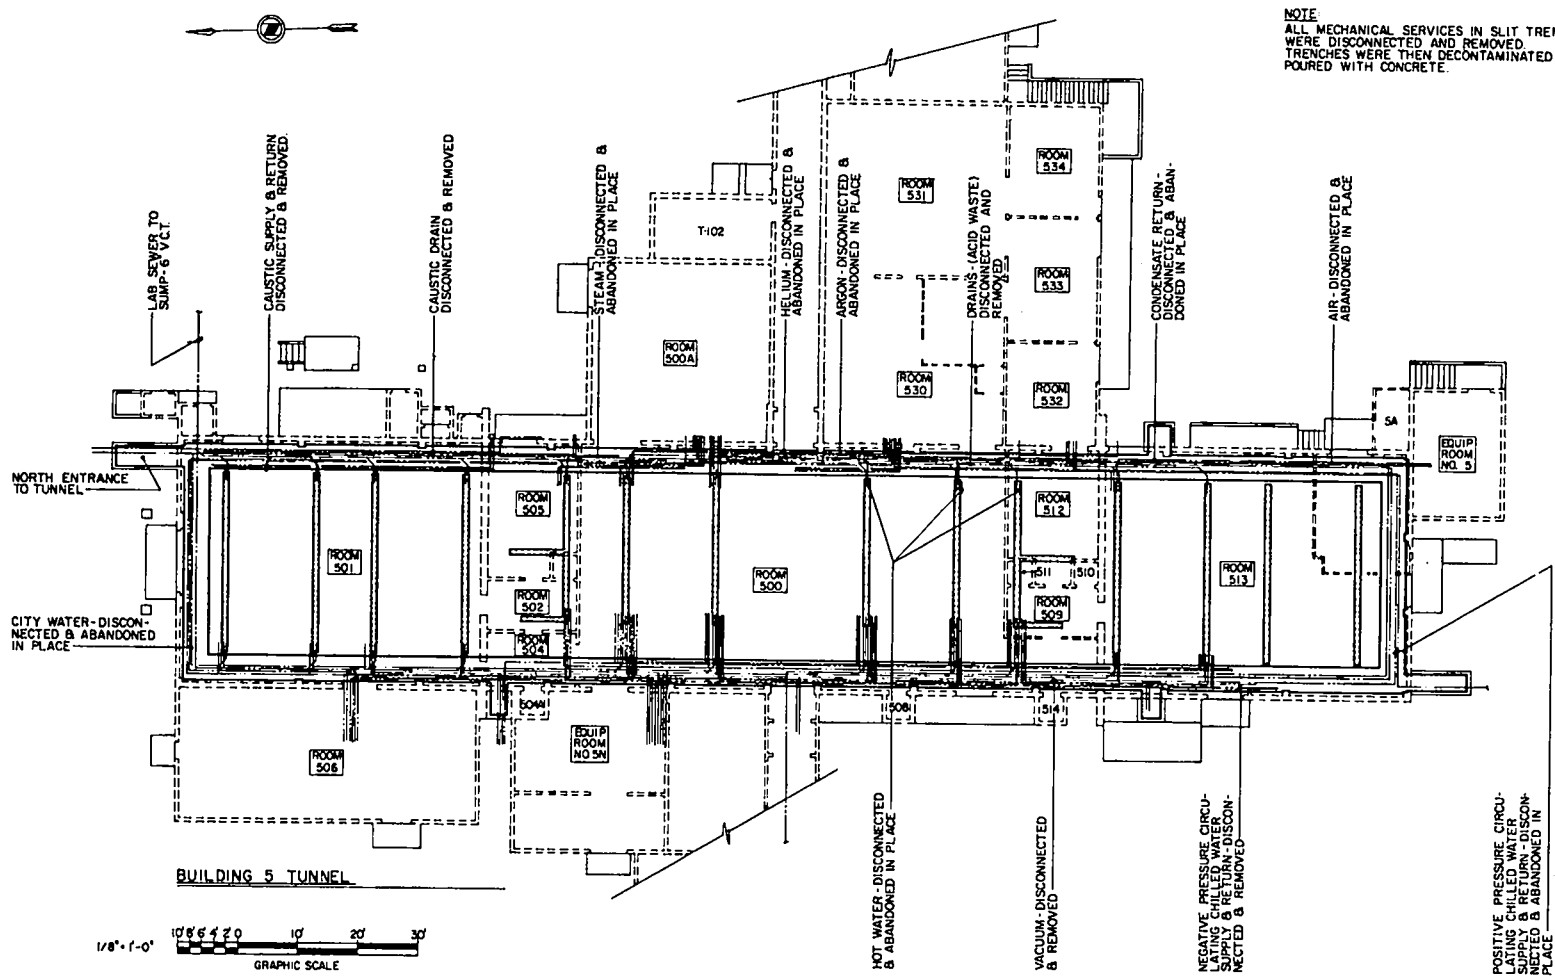 NOTE:
ALL MECHANICAL SERVICES IN SLIT TRE
WERE DISCONNECTED AND REMOVED.
TRENCHES WERE THEN DECONTAMINATED
POURED WITH CONCRETE.
LAB SEWER TO
SUMP-6 V.C.T.
CAUSTIC SUPPLY & RETURN
DISCONNECTED & REMOVED.
CAUSTIC DRAIN
DISCONNECTED & REMOVED
STEAM-DISCONNECTED &
ABANDONED IN PLACE
HELIUM-DISCONNECTED &
ABANDONED IN PLACE
ARGON-DISCONNECTED &
ABANDONED IN PLACE
DRAINS-(ACID WASTE)
DISCONNECTED AND
REMOVED
CONDENSATE RETURN-
DISCONNECTED & ABAN-
DONED IN PLACE
AIR-DISCONNECTED &
ABANDONED IN PLACE
ROOM
534
ROOM
531
T-102
ROOM
533
ROOM
500A
ROOM
530
ROOM
532
5A
EQUIP
ROOM
NO. 5
NORTH ENTRANCE
TO TUNNEL
ROOM
505
ROOM
512
ROOM
501
ROOM
500
511
510
ROOM
513
ROOM
502
ROOM
509
CITY WATER-DISCON-
NECTED & ABANDONED
IN PLACE
ROOM
504
504A
508
514
EQUIP
ROOM
NO. 5N
ROOM
506
HOT WATER-DISCONNECTED
& ABANDONED IN PLACE
VACUUM-DISCONNECTED
& REMOVED
NEGATIVE PRESSURE CIRCU-
LATING CHILLED WATER
SUPPLY & RETURN-DISCON-
NECTED & REMOVED
POSITIVE PRESSURE CIRCU-
LATING CHILLED WATER
SUPPLY & RETURN-DISCON-
NECTED & ABANDONED IN
PLACE
BUILDING 5 TUNNEL
1/8"=1'-0"
10' 8' 6' 4' 2' 0 10' 20' 30'
GRAPHIC SCALE